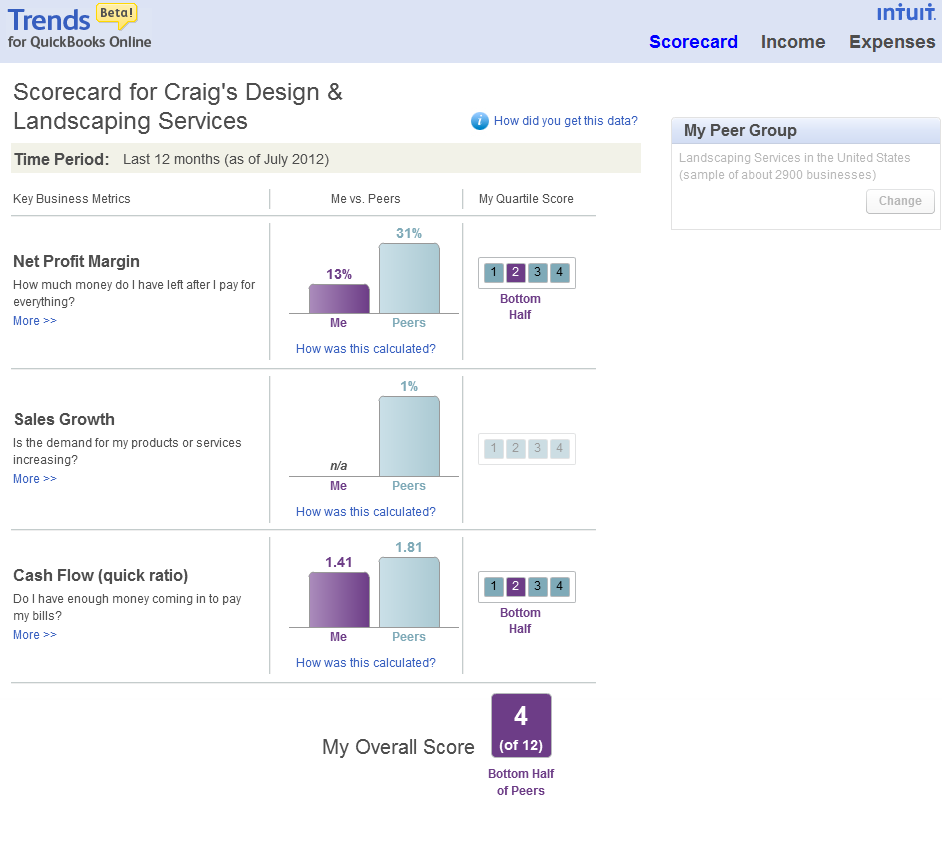 Trends Beta!
for QuickBooks Online
intuit.
Scorecard Income Expenses
Scorecard for Craig's Design &
Landscaping Services
i How did you get this data?
Time Period: Last 12 months (as of July 2012)
My Peer Group
Landscaping Services in the United States
(sample of about 2900 businesses)
Change
Key Business Metrics Me vs. Peers My Quartile Score
Net Profit Margin
How much money do I have left after I pay for
everything?
More >>
13% 31%
Me Peers
How was this calculated?
1 2 3 4
Bottom
Half
Sales Growth
Is the demand for my products or services
increasing?
More >>
n/a 1%
Me Peers
How was this calculated?
1 2 3 4
Cash Flow (quick ratio)
Do I have enough money coming in to pay
my bills?
More >>
1.41 1.81
Me Peers
How was this calculated?
1 2 3 4
Bottom
Half
My Overall Score
4
(of 12)
Bottom Half
of Peers